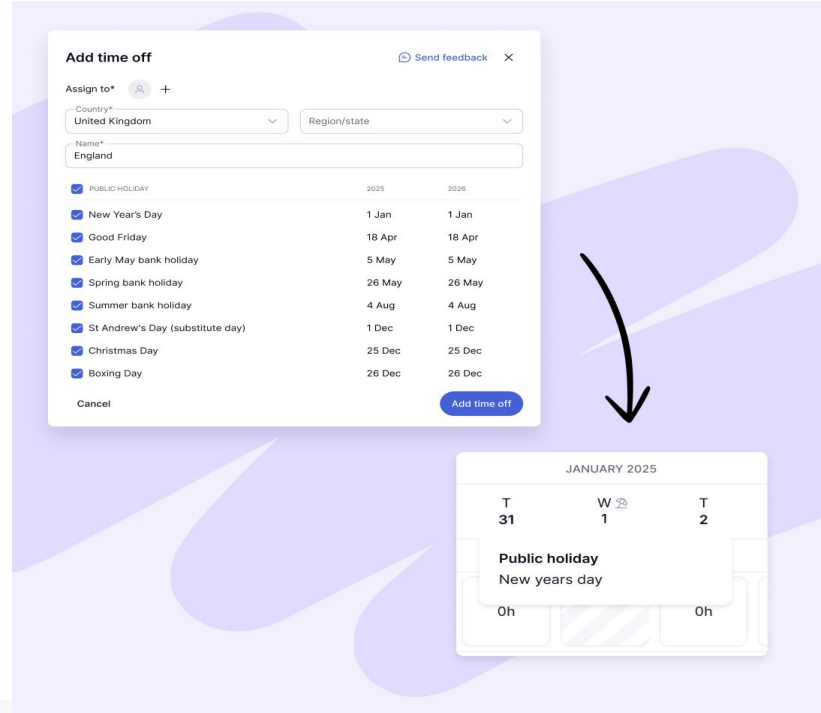 Add time off
Send feedback
Assign to*
Country*
United Kingdom
Region/state
Name*
England
PUBLIC HOLIDAY 2025 2026
New Year's Day 1 Jan 1 Jan
Good Friday 18 Apr 18 Apr
Early May bank holiday 5 May 5 May
Spring bank holiday 26 May 26 May
Summer bank holiday 4 Aug 4 Aug
St Andrew's Day (substitute day) 1 Dec 1 Dec
Christmas Day 25 Dec 25 Dec
Boxing Day 26 Dec 26 Dec
Cancel Add time off
JANUARY 2025
T W T
31 1 2
Public holiday
New years day
0h 0h